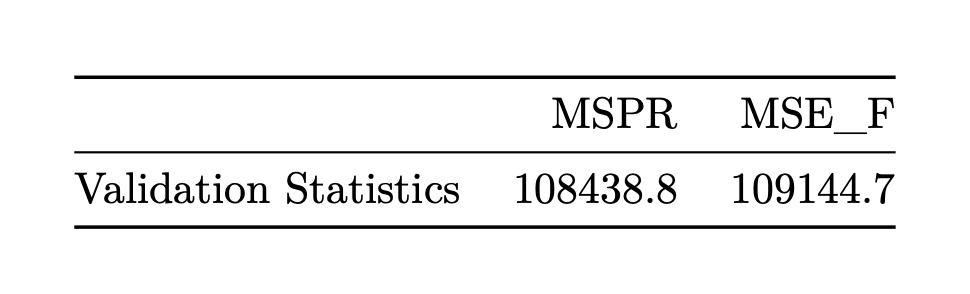 MSPR MSE_F
Validation Statistics 108438.8 109144.7